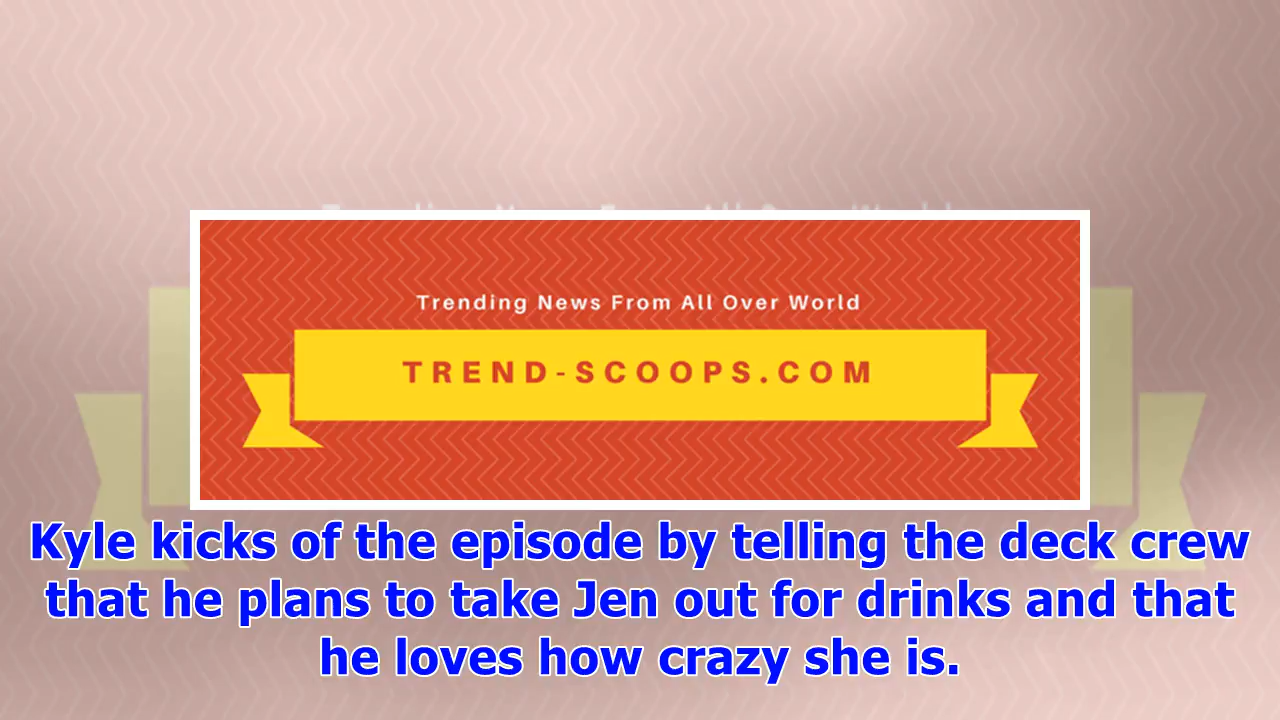 Trending News From All Over World
TREND-SCOOPS.COM
Kyle kicks of the episode by telling the deck crew
that he plans to take Jen out for drinks and that
he loves how crazy she is.